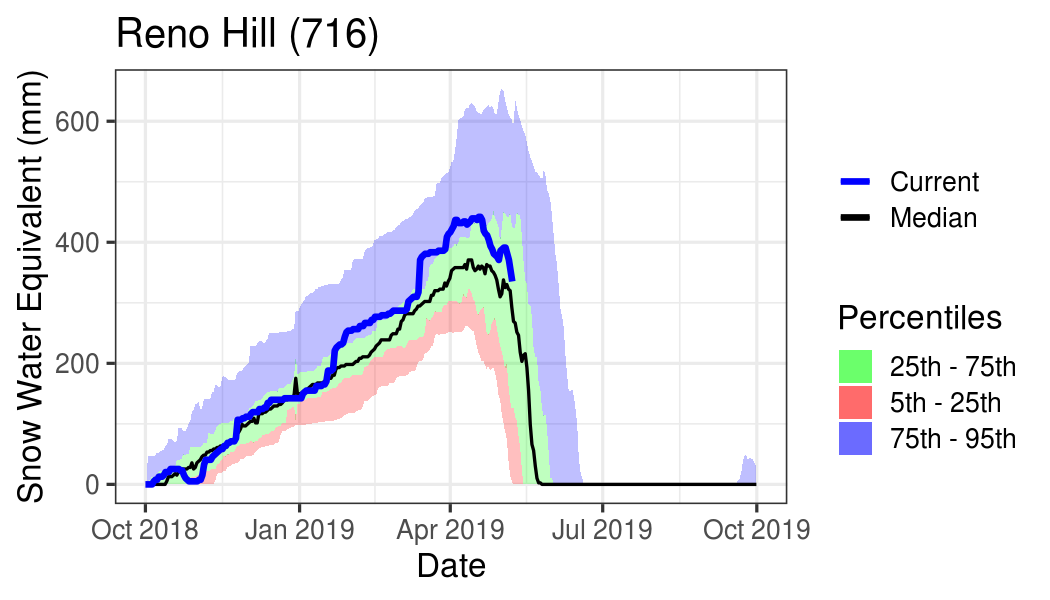 Reno Hill (716)
Snow Water Equivalent (mm)
600
400
200
0
Oct 2018
Jan 2019
Apr 2019
Jul 2019
Oct 2019
Date
Current
Median
Percentiles
25th - 75th
5th - 25th
75th - 95th